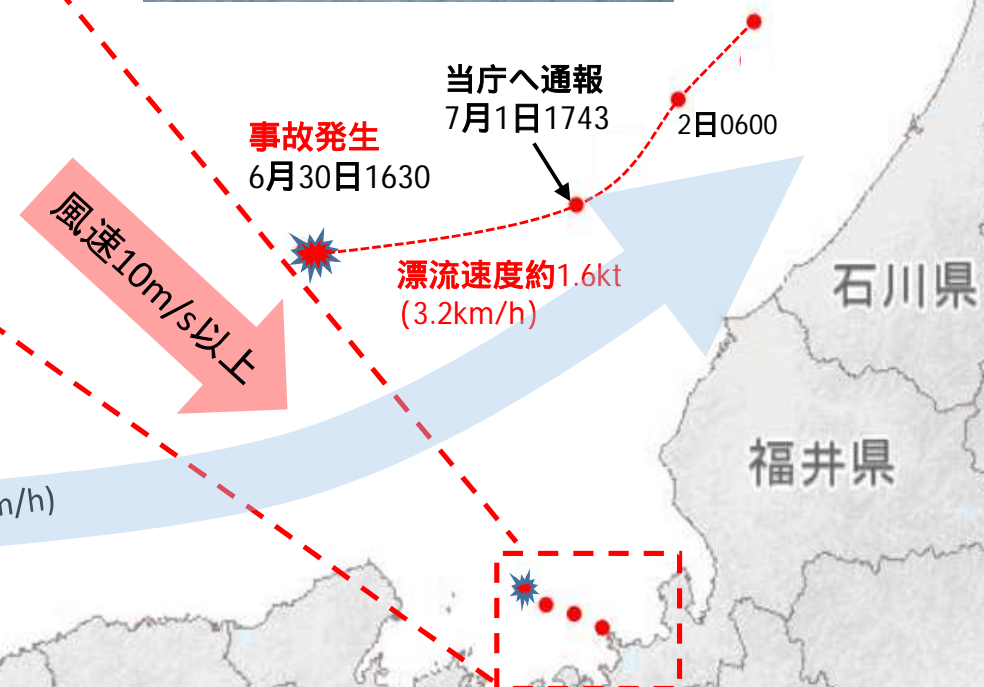 当庁へ通報
7月1日1743
2日0600
事故発生
6月30日1630
風速10m/s以上
漂流速度約1.6kt
(3.2km/h)
石川県
福井県
m/h)